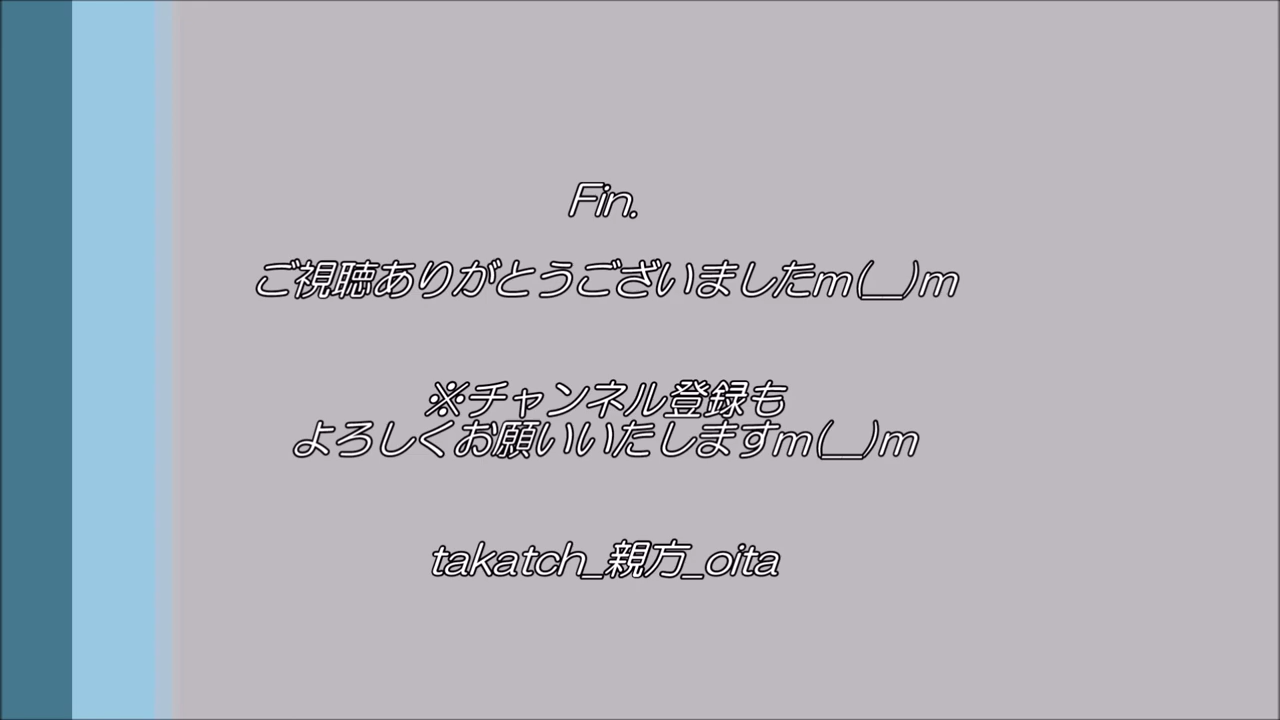 Fin.
ご視聴ありがとうございましたm(__)m
※チャンネル登録も
よろしくお願いいたしますm(__)m
takatch_親方_oita